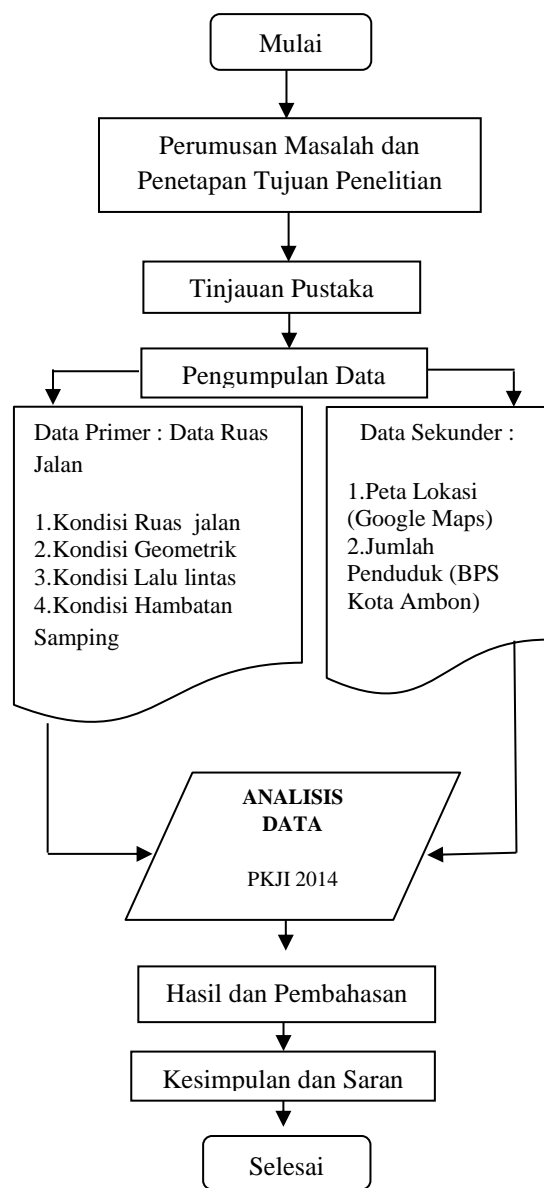 Mulai
Perumusan Masalah dan
Penetapan Tujuan Penelitian
Tinjauan Pustaka
Pengumpulan Data
Data Primer : Data Ruas
Jalan
1.Kondisi Ruas jalan
2.Kondisi Geometrik
3.Kondisi Lalu lintas
4.Kondisi Hambatan
Samping
Data Sekunder :
1.Peta Lokasi
(Google Maps)
2.Jumlah
Penduduk (BPS
Kota Ambon)
ANALISIS
DATA
PKJI 2014
Hasil dan Pembahasan
Kesimpulan dan Saran
Selesai